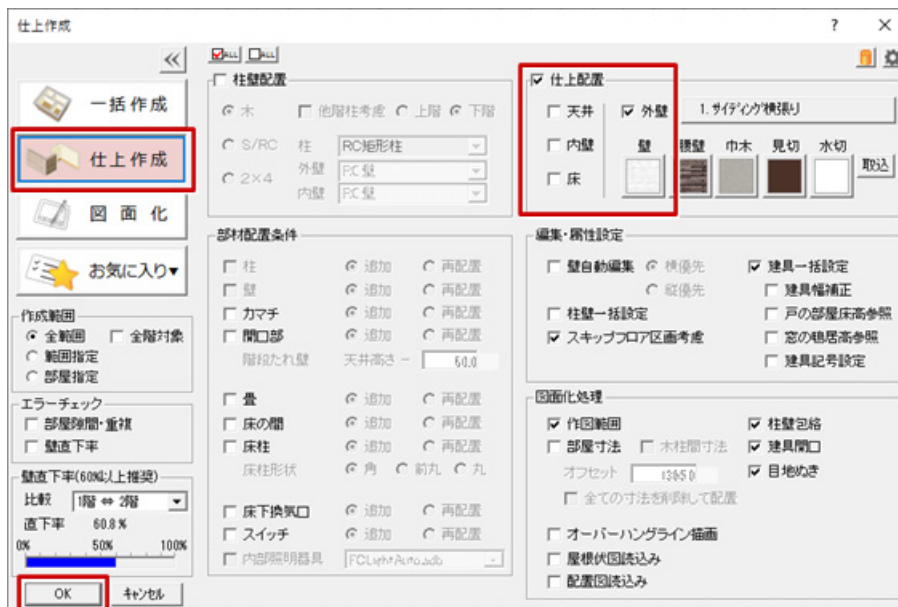 仕上作成
ALL ALL
一括作成
仕上作成
図面化
お気に入り▼
作成範囲
全範囲 全階対象
範囲指定
部屋指定
エラーチェック
部屋隙間・重複
壁直下率
壁直下率(60%以上推奨)
比較 1階 ⇔ 2階
直下率 60.8 %
0% 50% 100%
OK キャンセル
柱壁配置
木 他階柱考慮 上階 下階
S/RC 柱 RC矩形柱
外壁 RC壁
2×4
内壁 RC壁
部材配置条件
柱 追加 再配置
壁 追加 再配置
カマチ 追加 再配置
開口部 追加 再配置
階段たれ壁 天井高さ − 50.0
畳 追加 再配置
床の間 追加 再配置
床柱 追加 再配置
床柱形状 角 前丸 丸
床下換気口 追加 再配置
スイッチ 追加 再配置
内部照明器具 FCLightAuto.sdb
仕上配置
天井 外壁 1. サイディング横張り
内壁 壁 腰壁 巾木 見切 水切
床 取込
編集・属性設定
壁自動編集 横優先 建具一括設定
縦優先 建具幅補正
柱壁一括設定 戸の部屋床高参照
スキップフロア区画考慮 窓の鴨居高参照
建具記号設定
図面化処理
作図範囲 柱壁包絡
部屋寸法 木柱間寸法 建具開口
オフセット 1365.0 目地ぬき
全ての寸法を削除して配置
オーバーハングライン描画
屋根伏図読込み
配置図読込み